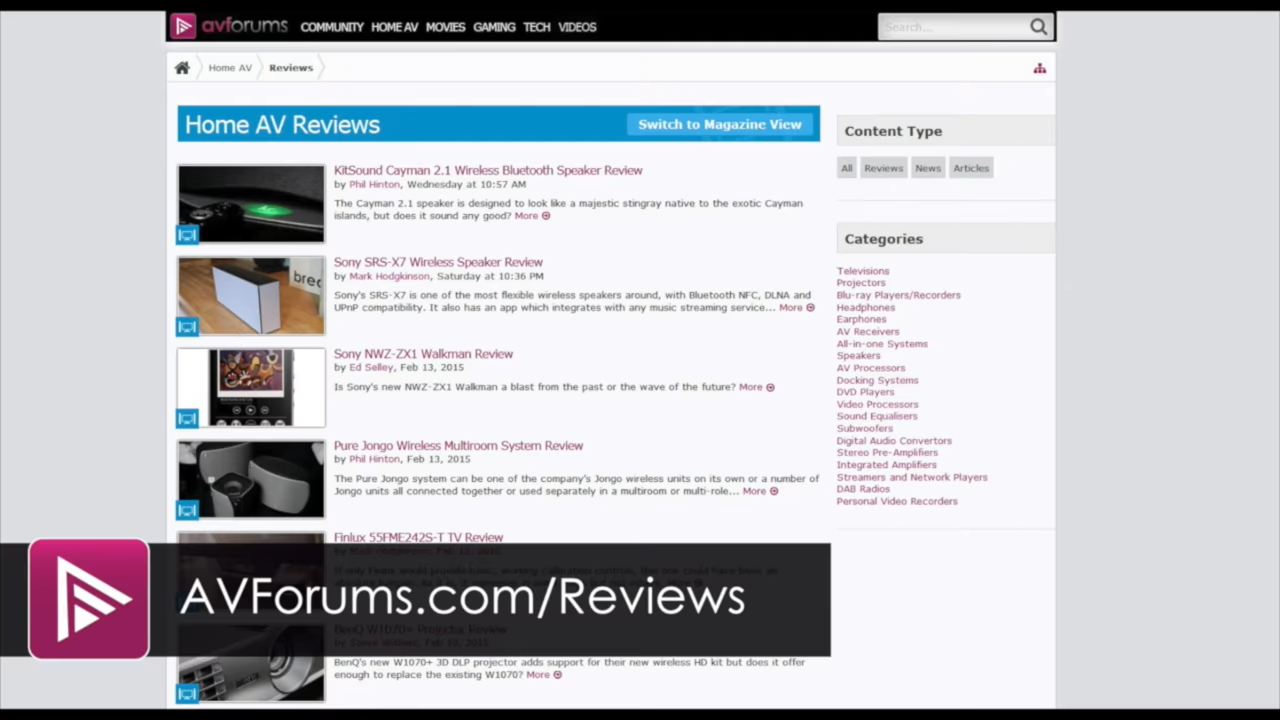 avforums COMMUNITY HOME AV MOVIES GAMING TECH VIDEOS Search...
Home AV Reviews
Home AV Reviews
Switch to Magazine View
KitSound Cayman 2.1 Wireless Bluetooth Speaker Review
by Phil Hinton, Wednesday at 10:57 AM
The Cayman 2.1 speaker is designed to look like a majestic stingray native to the exotic Cayman
islands, but does it sound any good? More
Sony SRS-X7 Wireless Speaker Review
by Mark Hodgkinson, Saturday at 10:36 PM
Sony's SRS-X7 is one of the most flexible wireless speakers around, with Bluetooth NFC, DLNA and
UPnP compatibility. It also has an app which integrates with any music streaming service... More
Sony NWZ-ZX1 Walkman Review
by Ed Selley, Feb 13, 2015
Is Sony's new NWZ-ZX1 Walkman a blast from the past or the wave of the future? More
Pure Jongo Wireless Multiroom System Review
by Phil Hinton, Feb 13, 2015
The Pure Jongo system can be one of the company's Jongo wireless units on its own or a number of
Jongo units all connected together or used separately in a multiroom or multi-role... More
Finlux 55FME242S-T TV Review
AVForums.com/Reviews
BenQ W1070+ Projector Review
BenQ's new W1070+ 3D DLP projector adds support for their new wireless HD kit but does it offer
enough to replace the existing W1070? More
Content Type
All Reviews News Articles
Categories
Televisions
Projectors
Blu-ray Players/Recorders
Headphones
Earphones
AV Receivers
All-in-one Systems
Speakers
AV Processors
Docking Systems
DVD Players
Video Processors
Sound Equalisers
Subwoofers
Digital Audio Convertors
Stereo Pre-Amplifiers
Integrated Amplifiers
Streamers and Network Players
DAB Radios
Personal Video Recorders